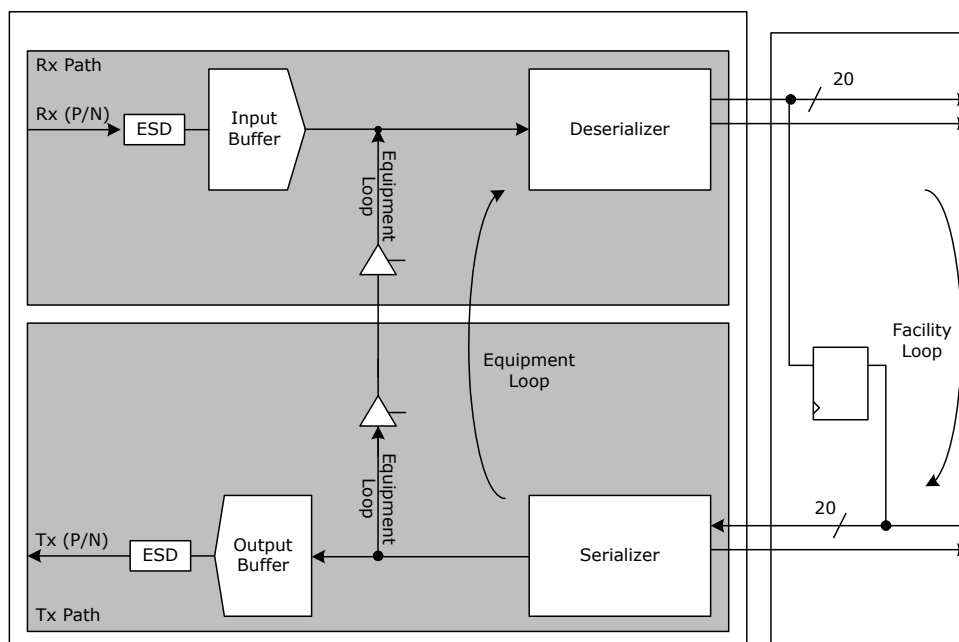 Rx Path
20
Rx (P/N)
ESD
Input
Buffer
Deserializer
Equipment
Loop
Equipment
Loop
Facility
Loop
Equipment
Loop
20
Tx (P/N)
ESD
Output
Buffer
Serializer
Tx Path